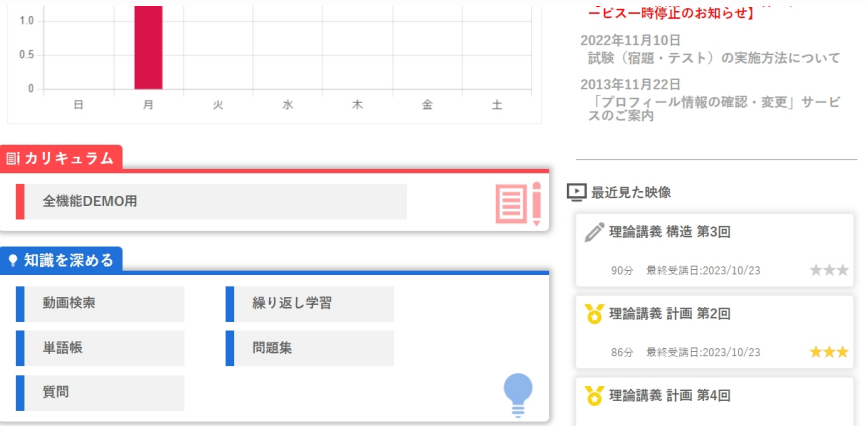 1.0
0.5
0
日 月 火 水 木 金 土
カリキュラム
全機能DEMO用
知識を深める
動画検索
繰り返し学習
単語帳
問題集
質問
ービス一時停止のお知らせ】
2022年11月10日
試験（宿題・テスト）の実施方法について
2013年11月22日
「プロフィール情報の確認・変更」サービ
スのご案内
最近見た映像
理論講義 構造 第3回
90分 最終受講日:2023/10/23
理論講義 計画 第2回
86分 最終受講日:2023/10/23
理論講義 計画 第4回